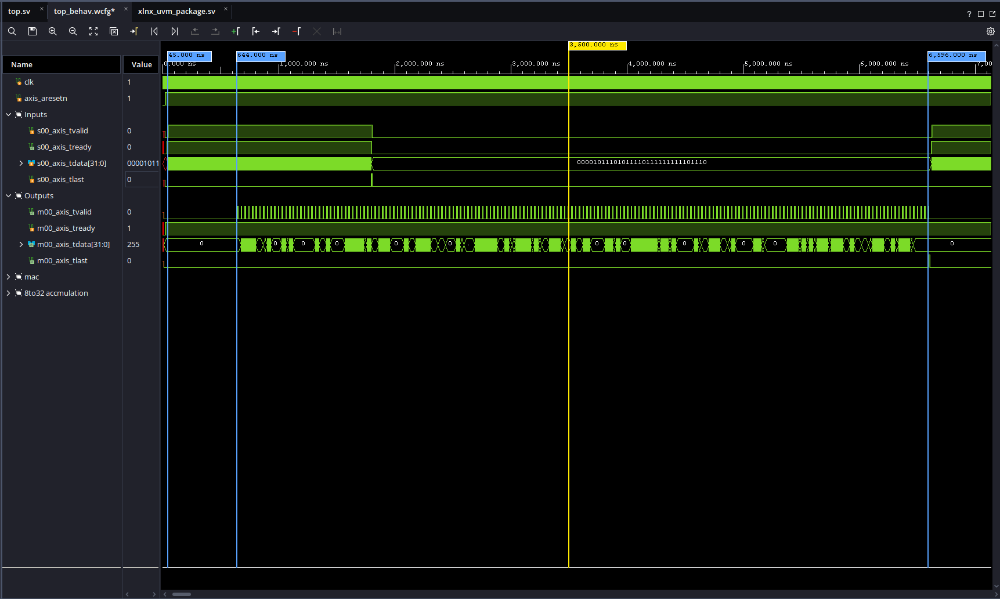 top.sv × top_behav.wcfg* × xlnx_uvm_package.sv ×
?
3,500.000 ns
45.000 ns 644.000 ns 6,596.000 ns
Name Value 0.000 ns 1,000.000 ns 2,000.000 ns 3,000.000 ns 4,000.000 ns 5,000.000 ns 6,000.000 ns 7,00
clk 1
axis_aresetn 1
Inputs
s00_axis_tvalid 0
s00_axis_tready 0
s00_axis_tdata[31:0] 00001011 00001011101011110111111111101110
s00_axis_tlast 0
Outputs
m00_axis_tvalid 0
m00_axis_tready 1
m00_axis_tdata[31:0] 255 0 0 0 0 0 0 . 0 0 0 0 0 0
m00_axis_tlast 0
mac
8to32 accmulation